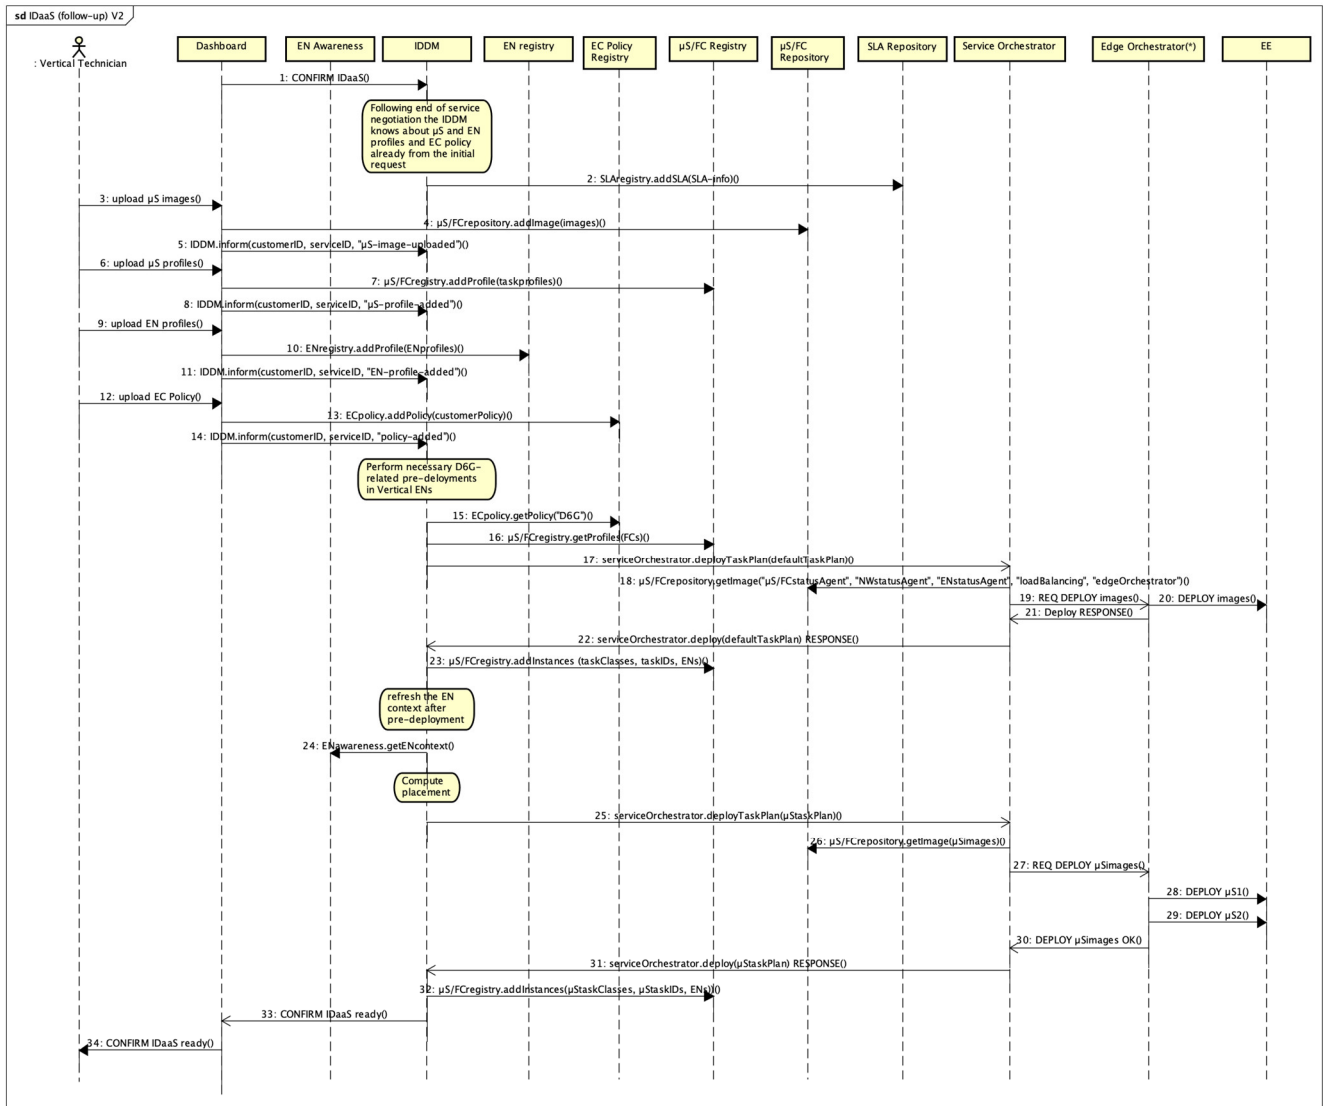 sd IDaaS (follow-up) V2
: Vertical Technician
Dashboard
EN Awareness
IDDM
EN registry
EC Policy
Registry
µS/FC Registry
µS/FC
Repository
SLA Repository
Service Orchestrator
Edge Orchestrator(*)
EE
1: CONFIRM IDaaS()
Following end of service
negotiation the IDDM
knows about µS and EN
profiles and EC policy
already from the initial
request
2: SLAregistry.addSLA(SLA-info)()
3: upload µS images()
4: µS/FCrepository.addImage(images)()
5: IDDM.inform(customerID, serviceID, "µS-image-uploaded")()
6: upload µS profiles()
7: µS/FCregistry.addProfile(taskprofiles)()
8: IDDM.inform(customerID, serviceID, "µS-profile-added")()
9: upload EN profiles()
10: ENregistry.addProfile(ENprofiles)()
11: IDDM.inform(customerID, serviceID, "EN-profile-added")()
12: upload EC Policy()
13: ECpolicy.addPolicy(customerPolicy)()
14: IDDM.inform(customerID, serviceID, "policy-added")()
Perform necessary D6G-
related pre-deloyments
in Vertical ENs
15: ECpolicy.getPolicy("D6G")()
16: µS/FCregistry.getProfiles(FCs)()
17: serviceOrchestrator.deployTaskPlan(defaultTaskPlan)()
18: µS/FCrepository.getImage("µS/FCstatusAgent", "NWstatusAgent", "ENstatusAgent", "loadBalancing", "edgeOrchestrator")()
19: REQ DEPLOY images()
20: DEPLOY images()
21: Deploy RESPONSE()
22: serviceOrchestrator.deploy(defaultTaskPlan) RESPONSE()
23: µS/FCregistry.addInstances (taskClasses, taskIDs, ENs)()
refresh the EN
context after
pre-deployment
24: ENawareness.getENcontext()
Compute
placement
25: serviceOrchestrator.deployTaskPlan(µStaskPlan)()
26: µS/FCrepository.getImage(µSimages)()
27: REQ DEPLOY µSimages()
28: DEPLOY µS1()
29: DEPLOY µS2()
30: DEPLOY µSimages OK()
31: serviceOrchestrator.deploy(µStaskPlan) RESPONSE()
32: µS/FCregistry.addInstances(µStaskClasses, µStaskIDs, ENs))()
33: CONFIRM IDaaS ready()
34: CONFIRM IDaaS ready()